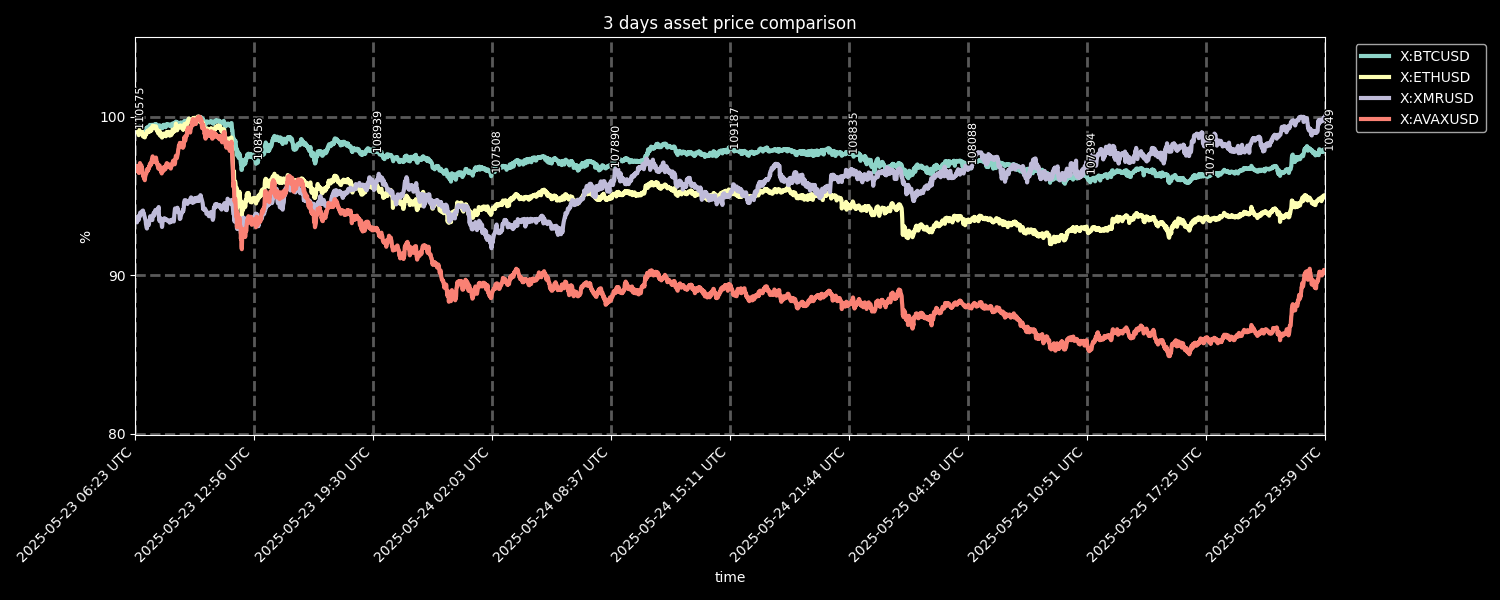 3 days asset price comparison
X:BTCUSD
X:ETHUSD
X:XMRUSD
X:AVAXUSD
100
90
80
%
110575
108456
108939
107508
107890
109187
108835
108088
107394
107316
109049
2025-05-23 06:23 UTC
2025-05-23 12:56 UTC
2025-05-23 19:30 UTC
2025-05-24 02:03 UTC
2025-05-24 08:37 UTC
2025-05-24 15:11 UTC
2025-05-24 21:44 UTC
2025-05-25 04:18 UTC
2025-05-25 10:51 UTC
2025-05-25 17:25 UTC
2025-05-25 23:59 UTC
time